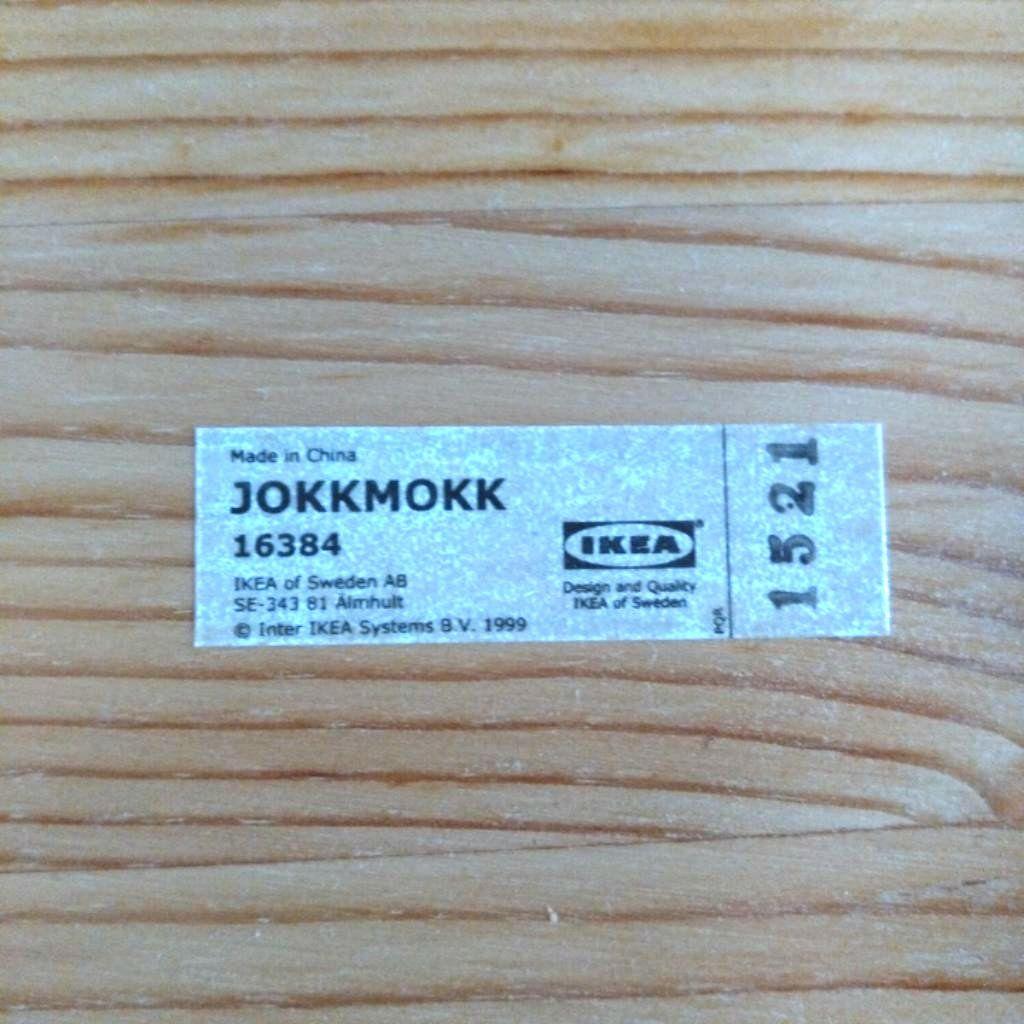 Made in China
JOKKMOKK
16384
IKEA of Sweden AB
SE-343 81 Älmhult
© Inter IKEA Systems B.V. 1999
IKEA®
Design and Quality
IKEA of Sweden
PQR
1521